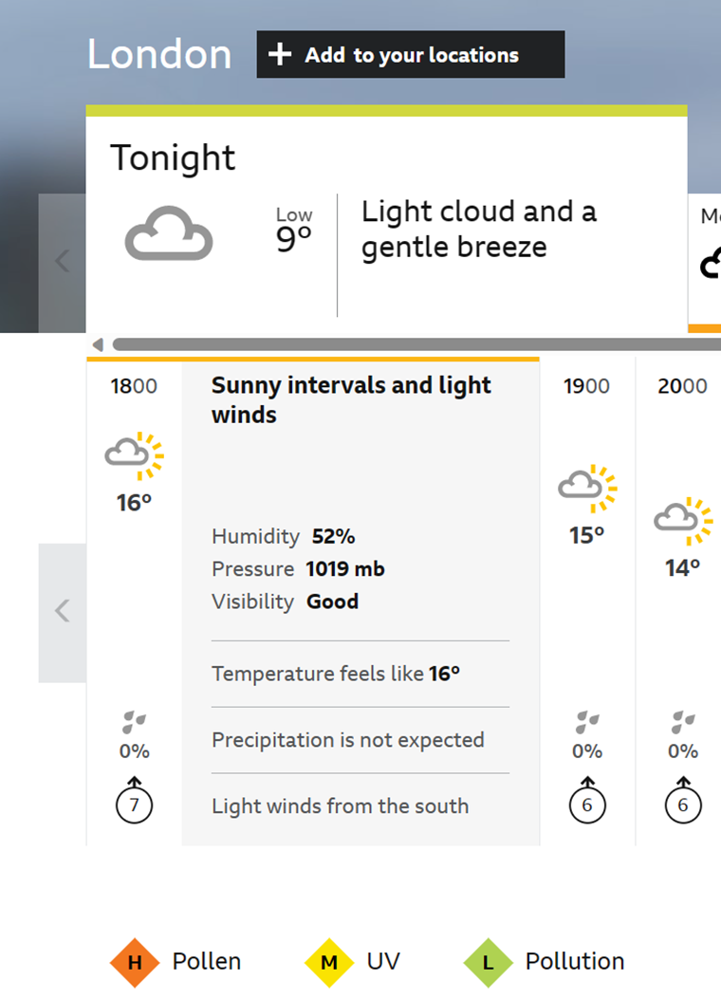 London
Add to your locations
Tonight
Low
9°
Light cloud and a
gentle breeze
1800
16°
0%
7
Sunny intervals and light
winds
Humidity 52%
Pressure 1019 mb
Visibility Good
Temperature feels like 16°
Precipitation is not expected
Light winds from the south
1900
15°
0%
6
2000
14°
0%
6
H Pollen
M UV
L Pollution